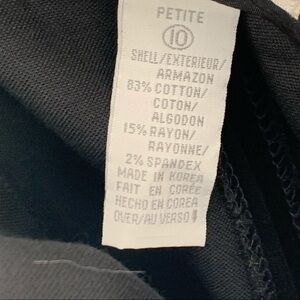 PETITE
10
SHELL/EXTERIEUR/
ARMAZON
83% COTTON/
COTON/
ALGODON
15% RAYON/
RAYONNE/
2% SPANDEX
MADE IN KOREA
FAIT EN CORÉE
HECHO EN COREA
OVER/AU VERSO